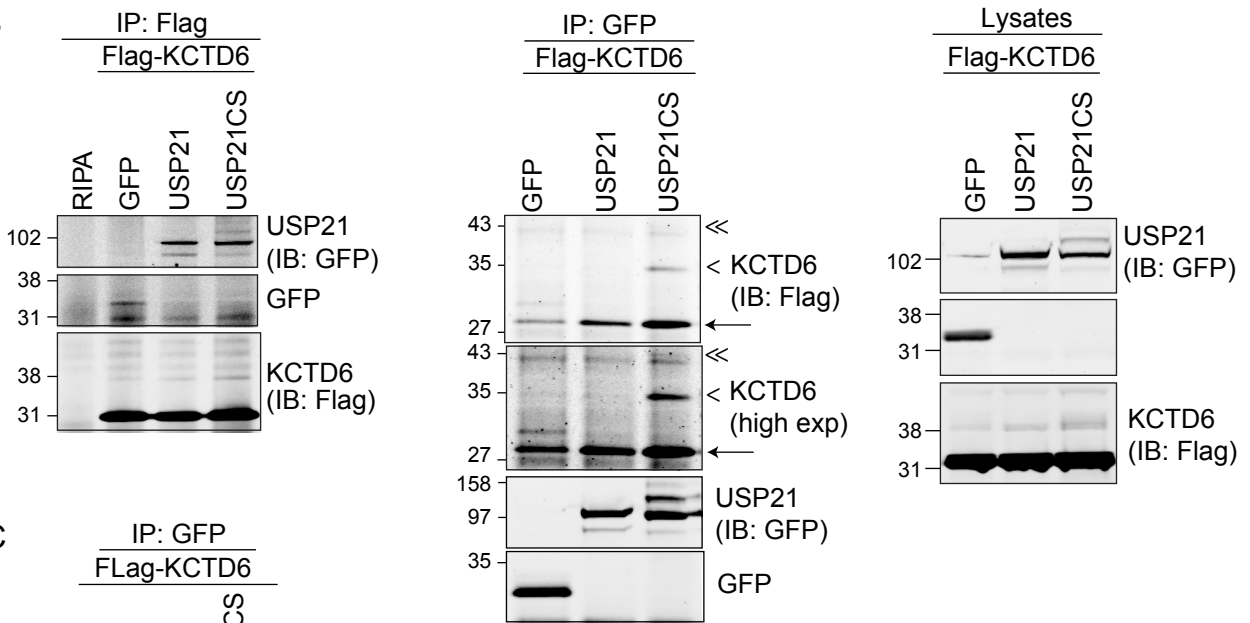 IP: Flag
Flag-KCTD6
RIPA
GFP
USP21
USP21CS
102
USP21
(IB: GFP)
38
31
GFP
38
31
KCTD6
(IB: Flag)
IP: GFP
Flag-KCTD6
GFP
USP21
USP21CS
43
35
27
KCTD6
(IB: Flag)
43
35
27
KCTD6
(high exp)
158
97
USP21
(IB: GFP)
35
GFP
Lysates
Flag-KCTD6
GFP
USP21
USP21CS
102
USP21
(IB: GFP)
38
31
38
31
KCTD6
(IB: Flag)
IP: GFP
FLag-KCTD6
CS